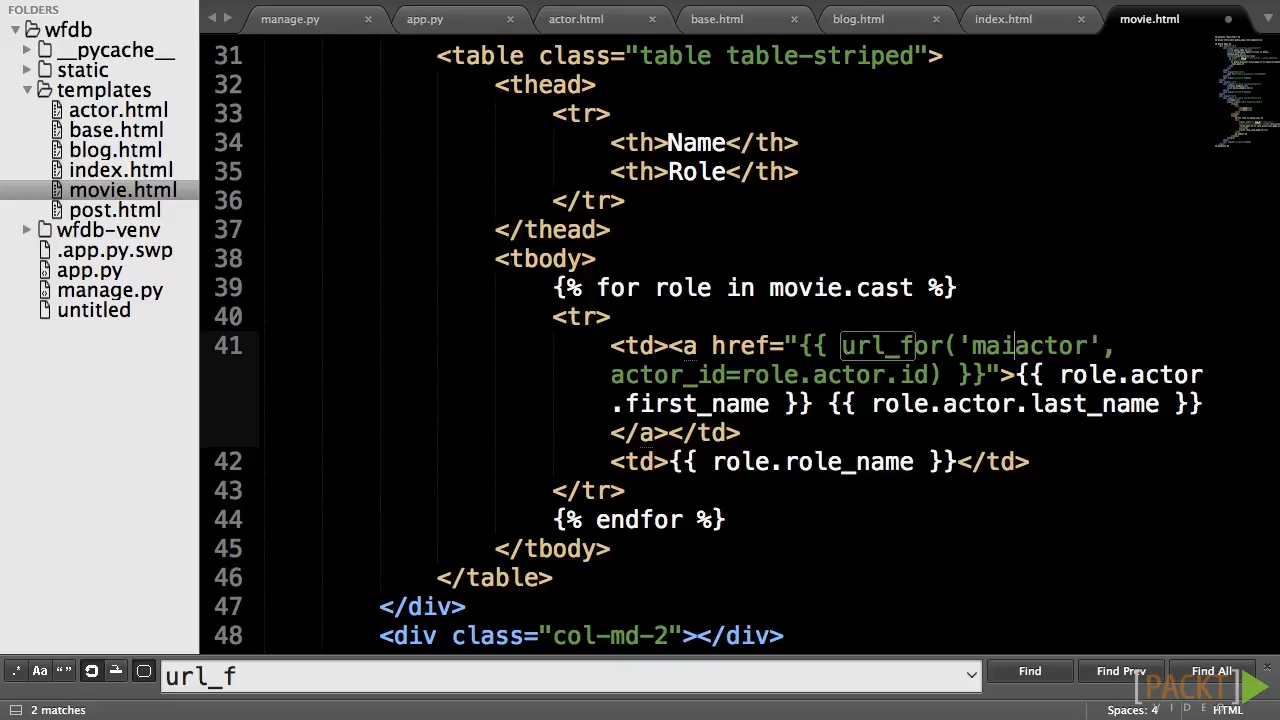 FOLDERS
wfdb
__pycache__
static
templates
actor.html
base.html
blog.html
index.html
movie.html
post.html
wfdb-venv
.app.py.swp
app.py
manage.py
untitled
manage.py × app.py × actor.html × base.html × blog.html × index.html × movie.html
31 <table class="table table-striped">
32 <thead>
33 <tr>
34 <th>Name</th>
35 <th>Role</th>
36 </tr>
37 </thead>
38 <tbody>
39 {% for role in movie.cast %}
40 <tr>
41 <td><a href="{{ url_for('maiactor',
actor_id=role.actor.id) }}">{{ role.actor
.first_name }} {{ role.actor.last_name }}
</a></td>
42 <td>{{ role.role_name }}</td>
43 </tr>
44 {% endfor %}
45 </tbody>
46 </table>
47 </div>
48 <div class="col-md-2"></div>
.* Aa “” url_f Find Find Prev Find All ×
2 matches Spaces: 4 HTML
[PACKT]
VIDEO